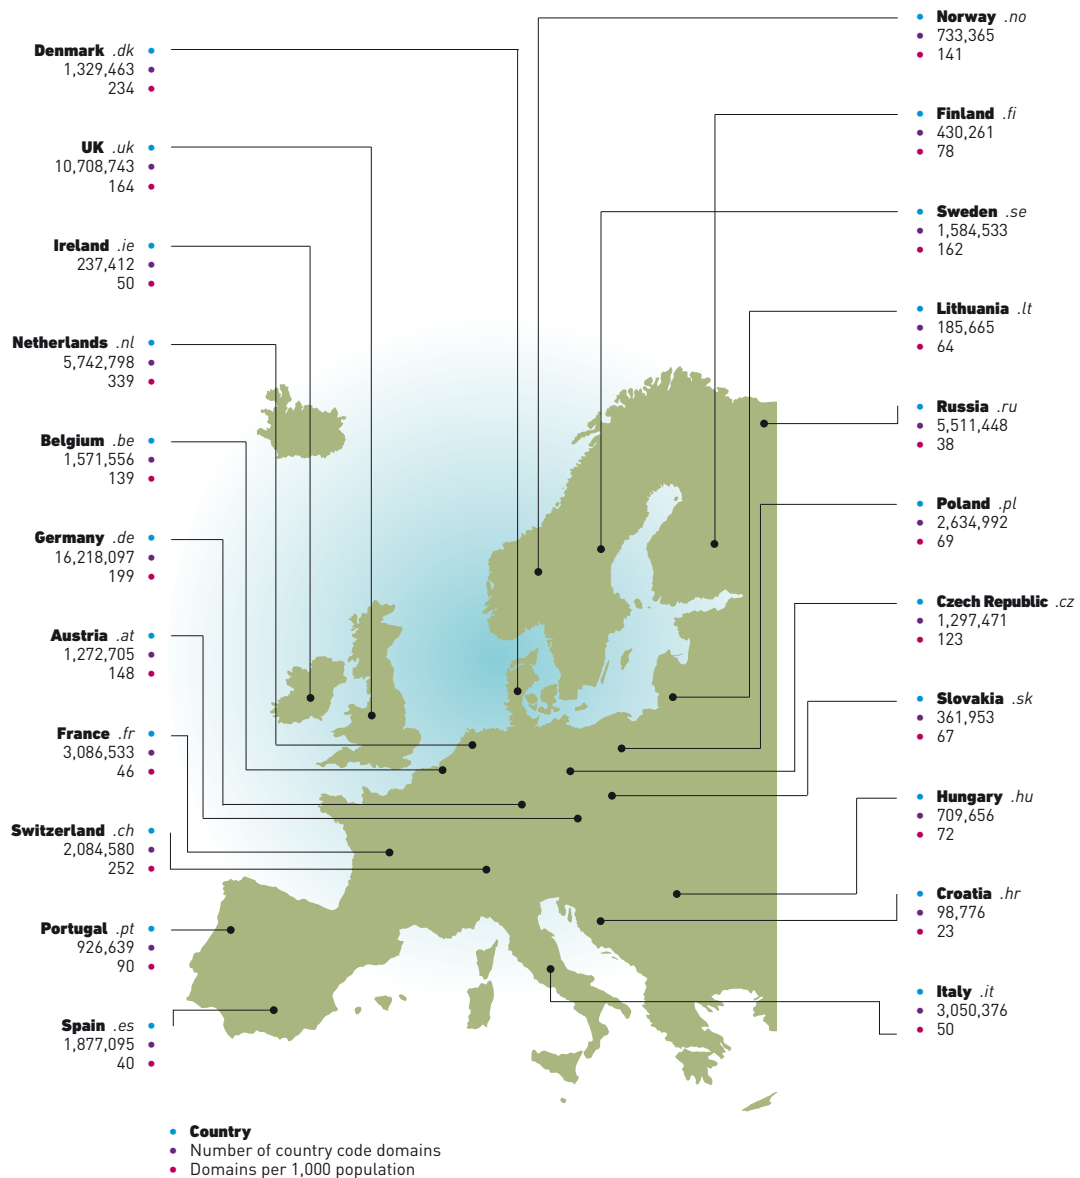 Denmark .dk
1,329,463
234
UK .uk
10,708,743
164
Ireland .ie
237,412
50
Netherlands .nl
5,742,798
339
Belgium .be
1,571,556
139
Germany .de
16,218,097
199
Austria .at
1,272,705
148
France .fr
3,086,533
46
Switzerland .ch
2,084,580
252
Portugal .pt
926,639
90
Spain .es
1,877,095
40
Norway .no
733,365
141
Finland .fi
430,261
78
Sweden .se
1,584,533
162
Lithuania .lt
185,665
64
Russia .ru
5,511,448
38
Poland .pl
2,634,992
69
Czech Republic .cz
1,297,471
123
Slovakia .sk
361,953
67
Hungary .hu
709,656
72
Croatia .hr
98,776
23
Italy .it
3,050,376
50
Country
Number of country code domains
Domains per 1,000 population